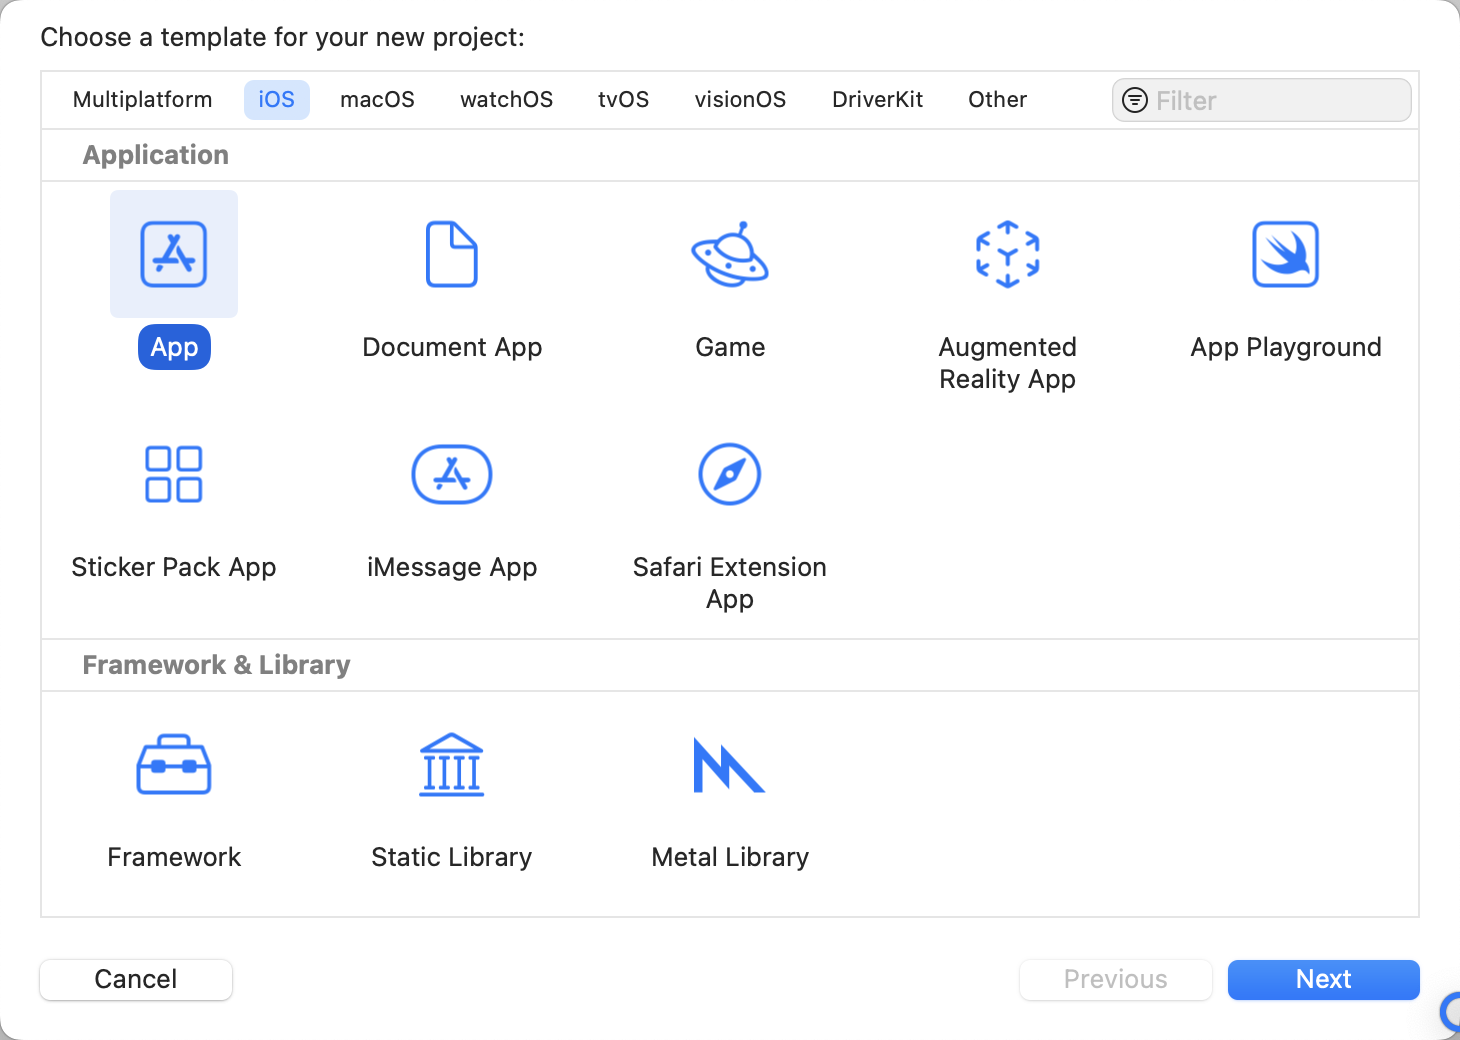 Choose a template for your new project:
Multiplatform iOS macOS watchOS tvOS visionOS DriverKit Other Filter
Application
App Document App Game Augmented Reality App App Playground
Sticker Pack App iMessage App Safari Extension App
Framework & Library
Framework Static Library Metal Library
Cancel Previous Next